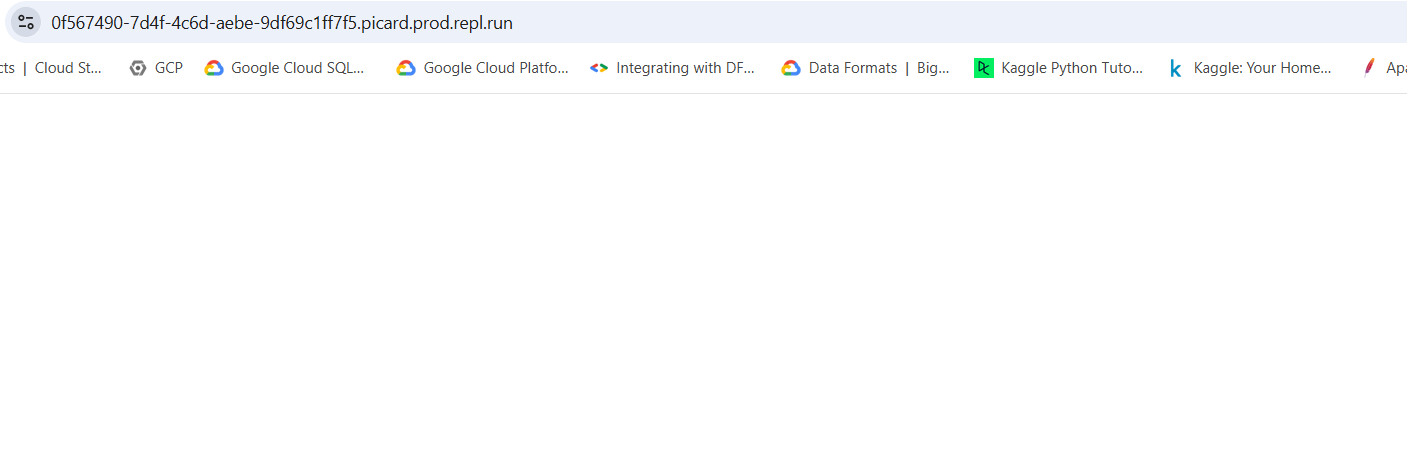 0f567490-7d4f-4c6d-aebe-9df69c1ff7f5.picard.prod.repl.run
cts | Cloud St... GCP Google Cloud SQL... Google Cloud Platfo... Integrating with DF... Data Formats | Big... Kaggle Python Tuto... Kaggle: Your Home... Apa